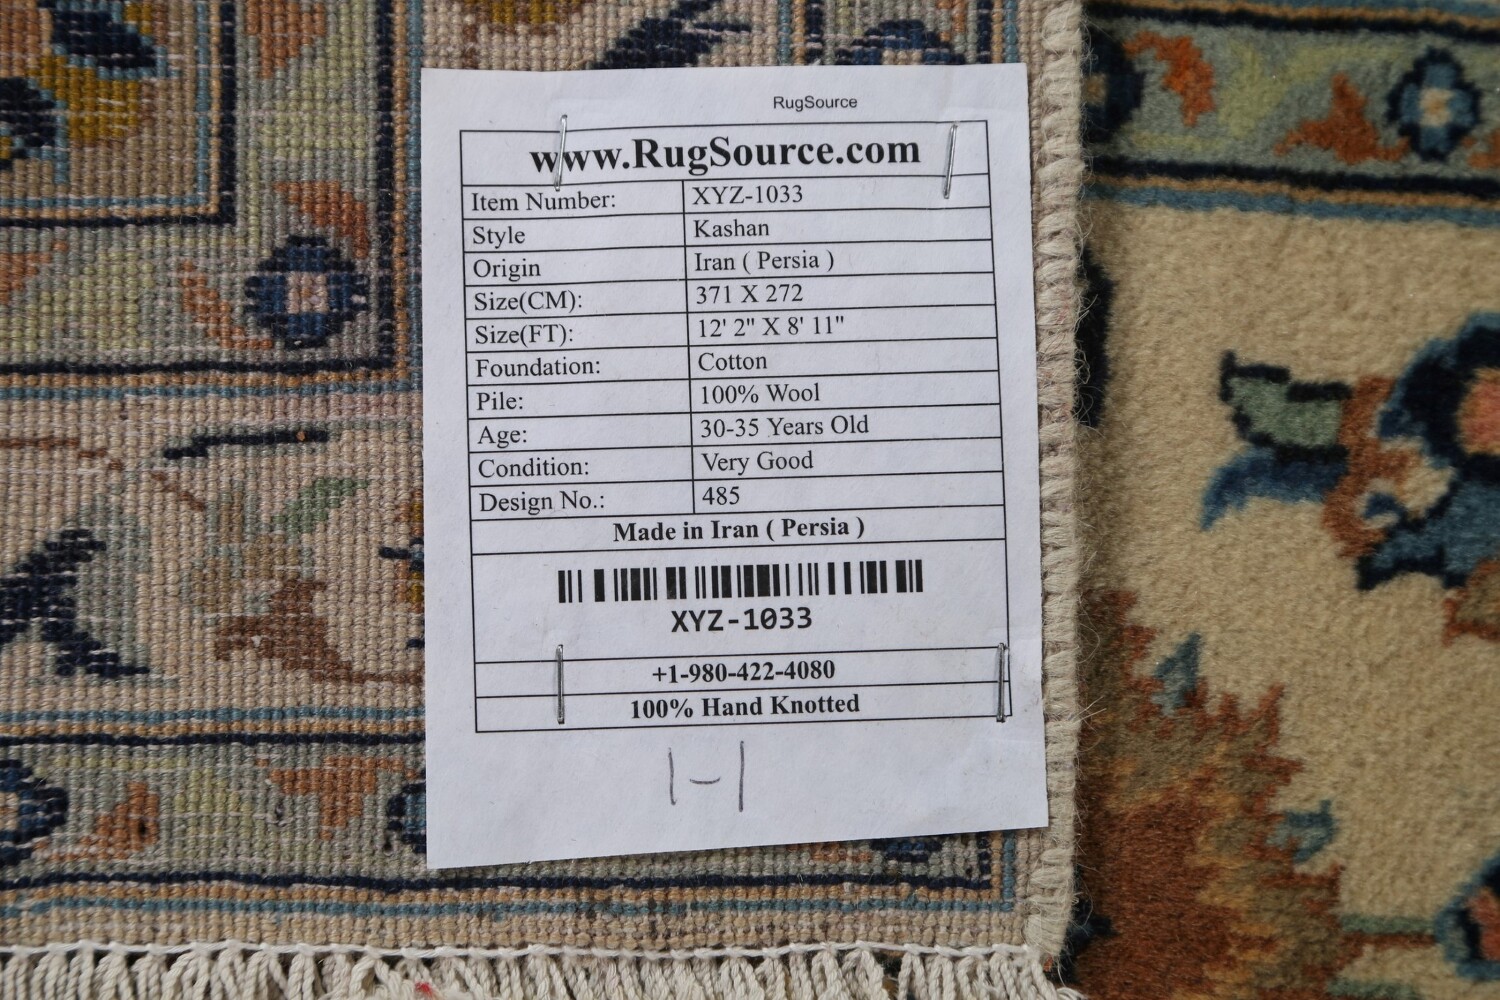 RugSource
www.RugSource.com
Item Number: XYZ-1033
Style Kashan
Origin Iran ( Persia )
Size(CM): 371 X 272
Size(FT): 12' 2" X 8' 11"
Foundation: Cotton
Pile: 100% Wool
Age: 30-35 Years Old
Condition: Very Good
Design No.: 485
Made in Iran ( Persia )
XYZ-1033
+1-980-422-4080
100% Hand Knotted
1-1